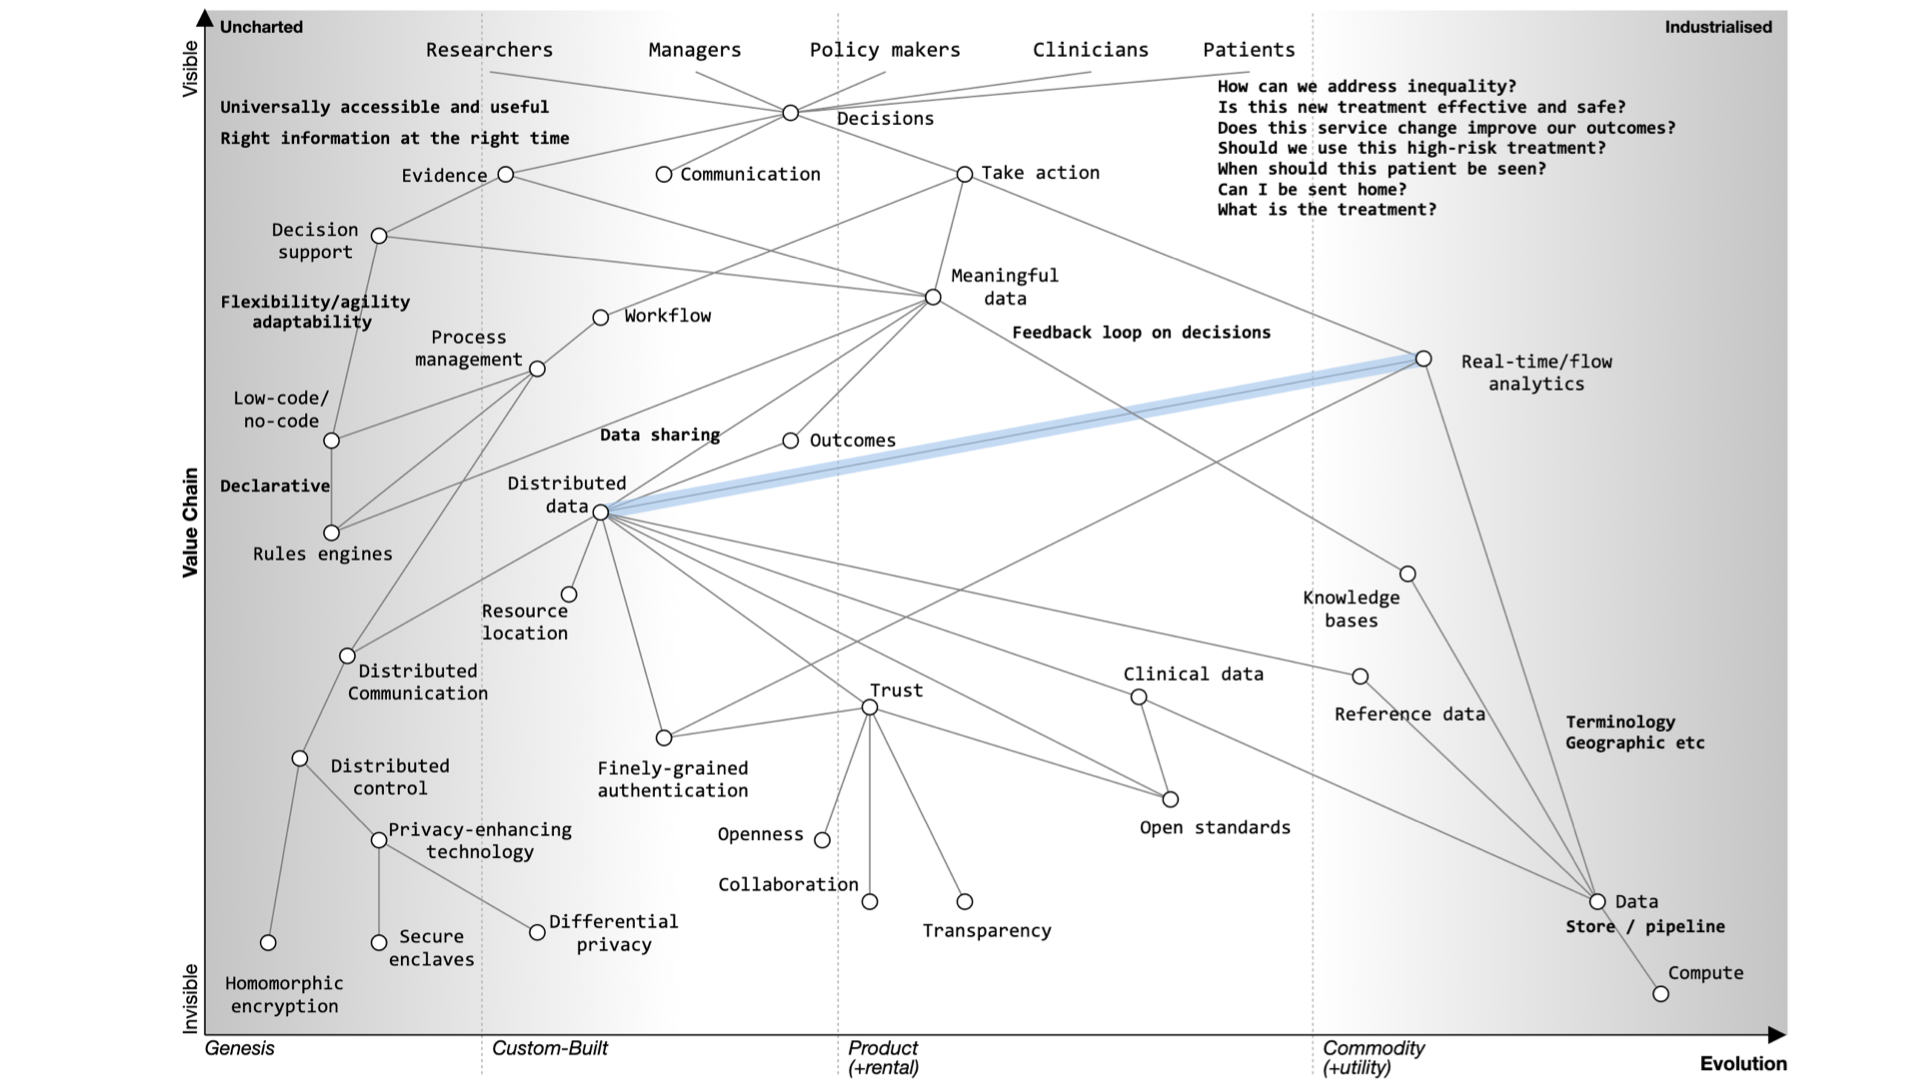 Uncharted
Industrialised
Visible
Researchers
Managers
Policy makers
Clinicians
Patients
How can we address inequality?
Is this new treatment effective and safe?
Does this service change improve our outcomes?
Should we use this high-risk treatment?
When should this patient be seen?
Can I be sent home?
What is the treatment?
Universally accessible and useful
Right information at the right time
Decisions
Evidence
Communication
Take action
Decision
support
Meaningful
data
Flexibility/agility
adaptability
Workflow
Feedback loop on decisions
Process
management
Real-time/flow
analytics
Low-code/
no-code
Data sharing
Outcomes
Value Chain
Declarative
Distributed
data
Rules engines
Resource
location
Knowledge
bases
Distributed
Communication
Trust
Clinical data
Reference data
Terminology
Geographic etc
Distributed
control
Finely-grained
authentication
Privacy-enhancing
technology
Openness
Open standards
Collaboration
Data
Store / pipeline
Differential
privacy
Transparency
Secure
enclaves
Compute
Homomorphic
encryption
Invisible
Genesis
Custom-Built
Product
(+rental)
Commodity
(+utility)
Evolution